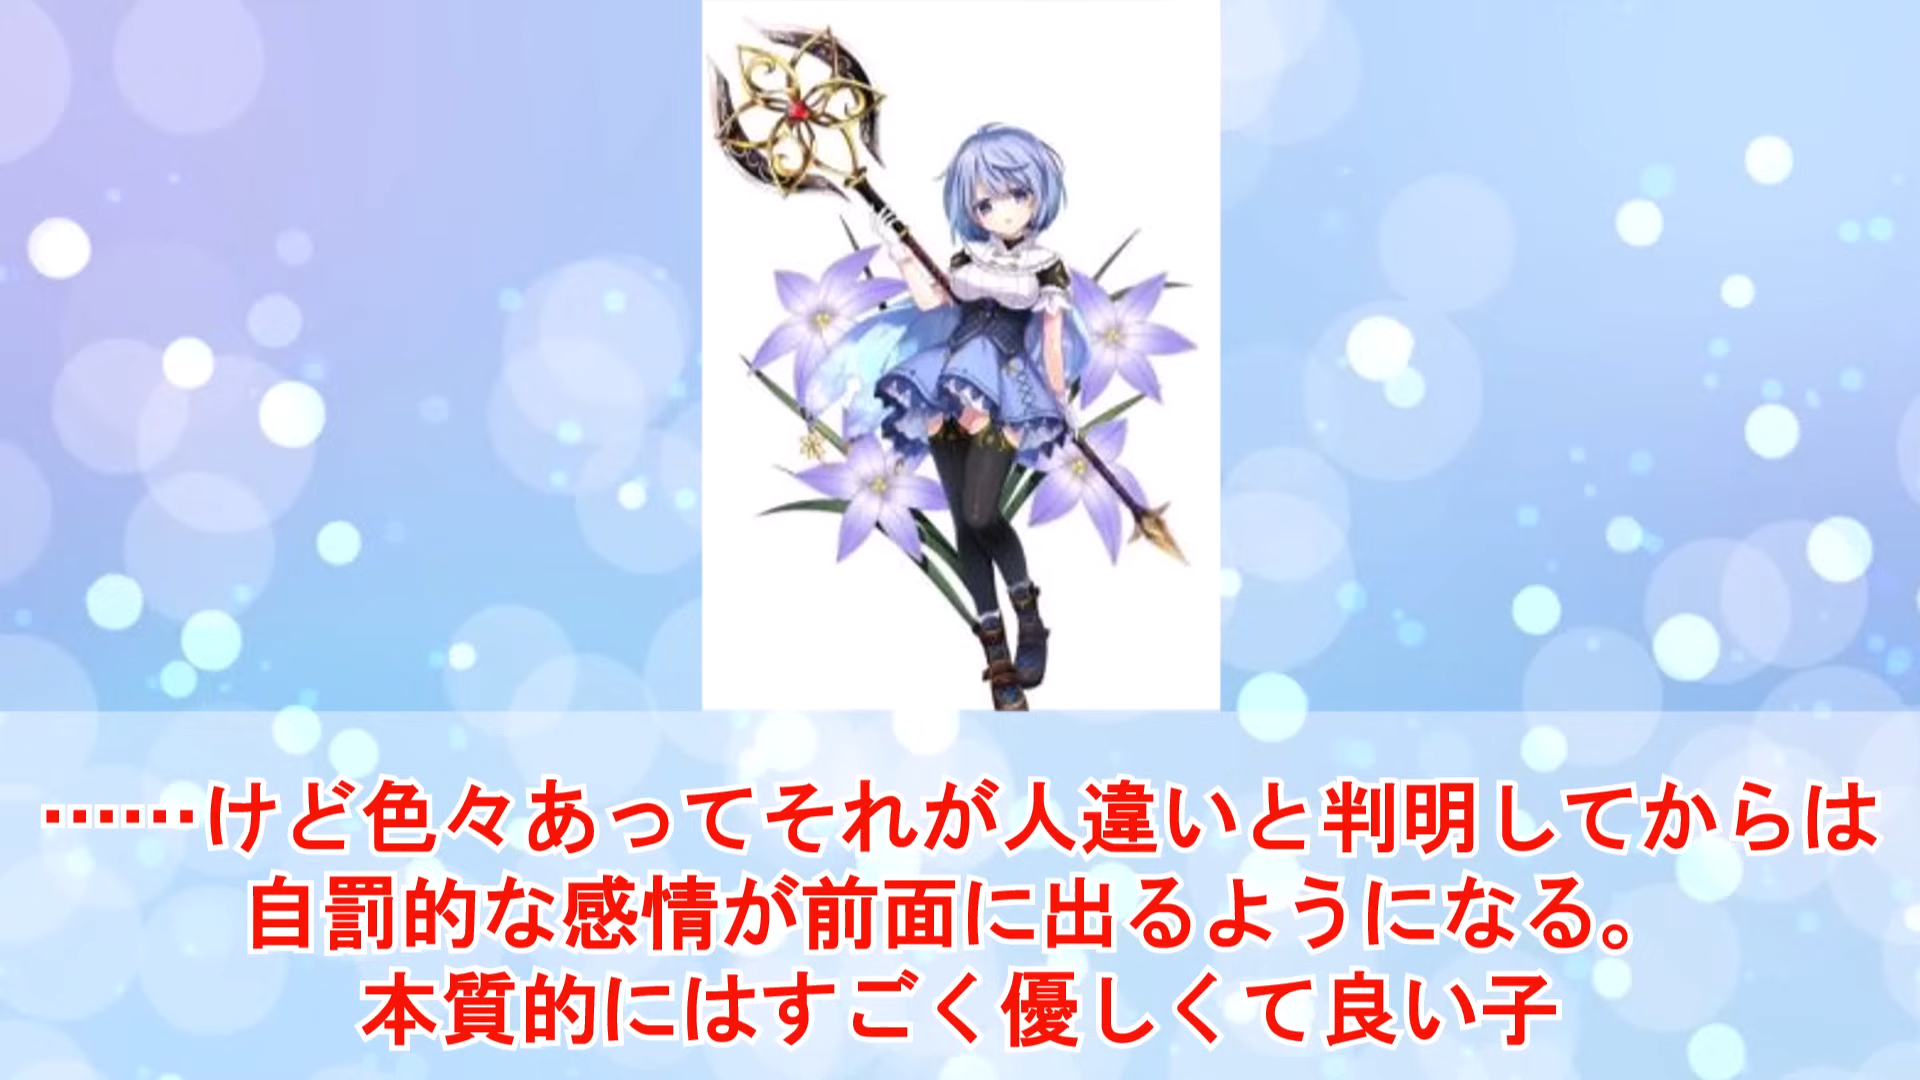 ……けど色々あってそれが人違いと判明してからは
自罰的な感情が前面に出るようになる。
本質的にはすごく優しくて良い子